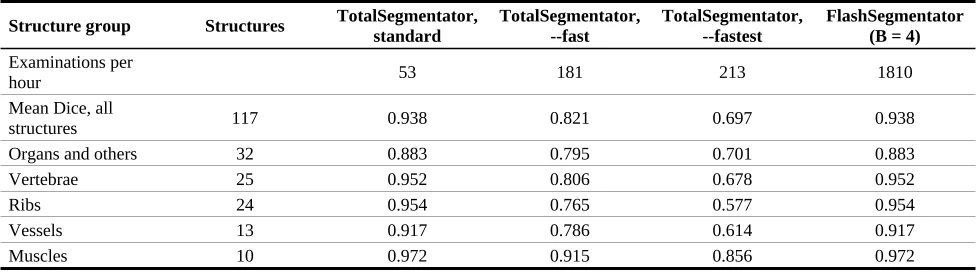 Structure group Structures TotalSegmentator, standard TotalSegmentator, --fast TotalSegmentator, --fastest FlashSegmentator (B = 4)
Examinations per hour 53 181 213 1810
Mean Dice, all structures 117 0.938 0.821 0.697 0.938
Organs and others 32 0.883 0.795 0.701 0.883
Vertebrae 25 0.952 0.806 0.678 0.952
Ribs 24 0.954 0.765 0.577 0.954
Vessels 13 0.917 0.786 0.614 0.917
Muscles 10 0.972 0.915 0.856 0.972